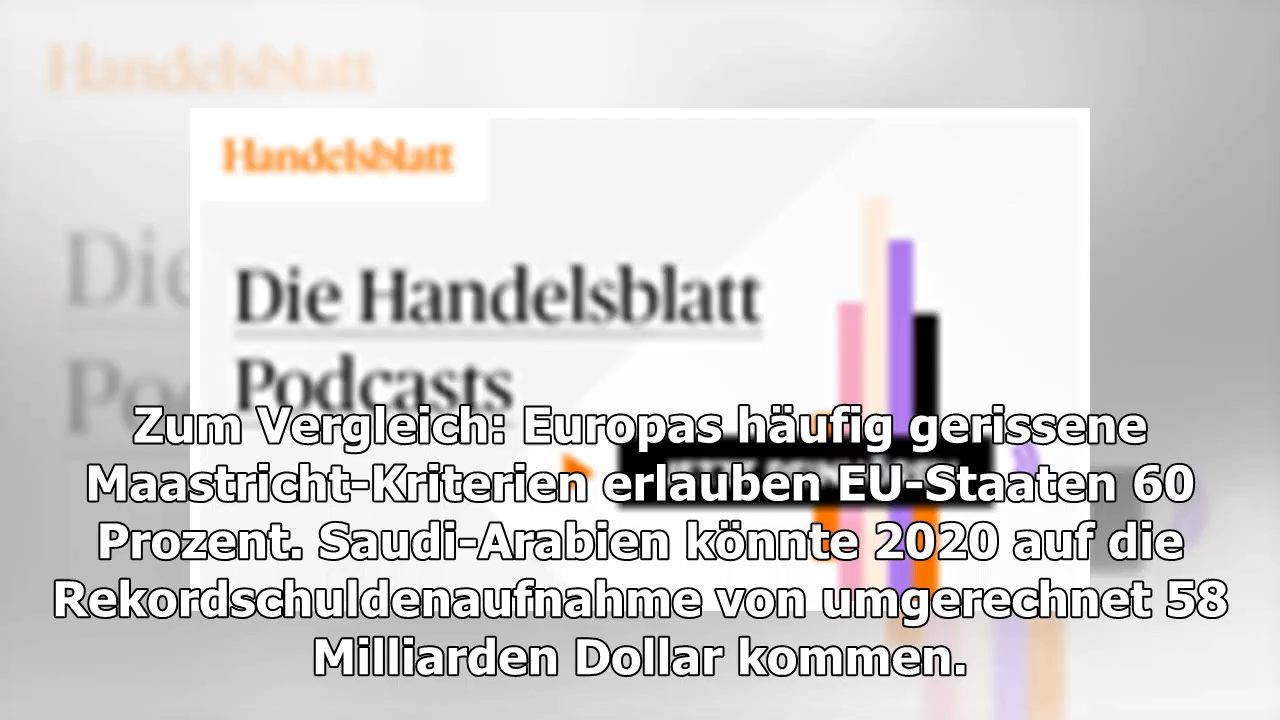 Handelsblatt
Handelsblatt
Die
Die Handelsblatt
Podcasts
Zum Vergleich: Europas häufig gerissene
Maastricht-Kriterien erlauben EU-Staaten 60
Prozent. Saudi-Arabien könnte 2020 auf die
Rekordschuldenaufnahme von umgerechnet 58
Milliarden Dollar kommen.